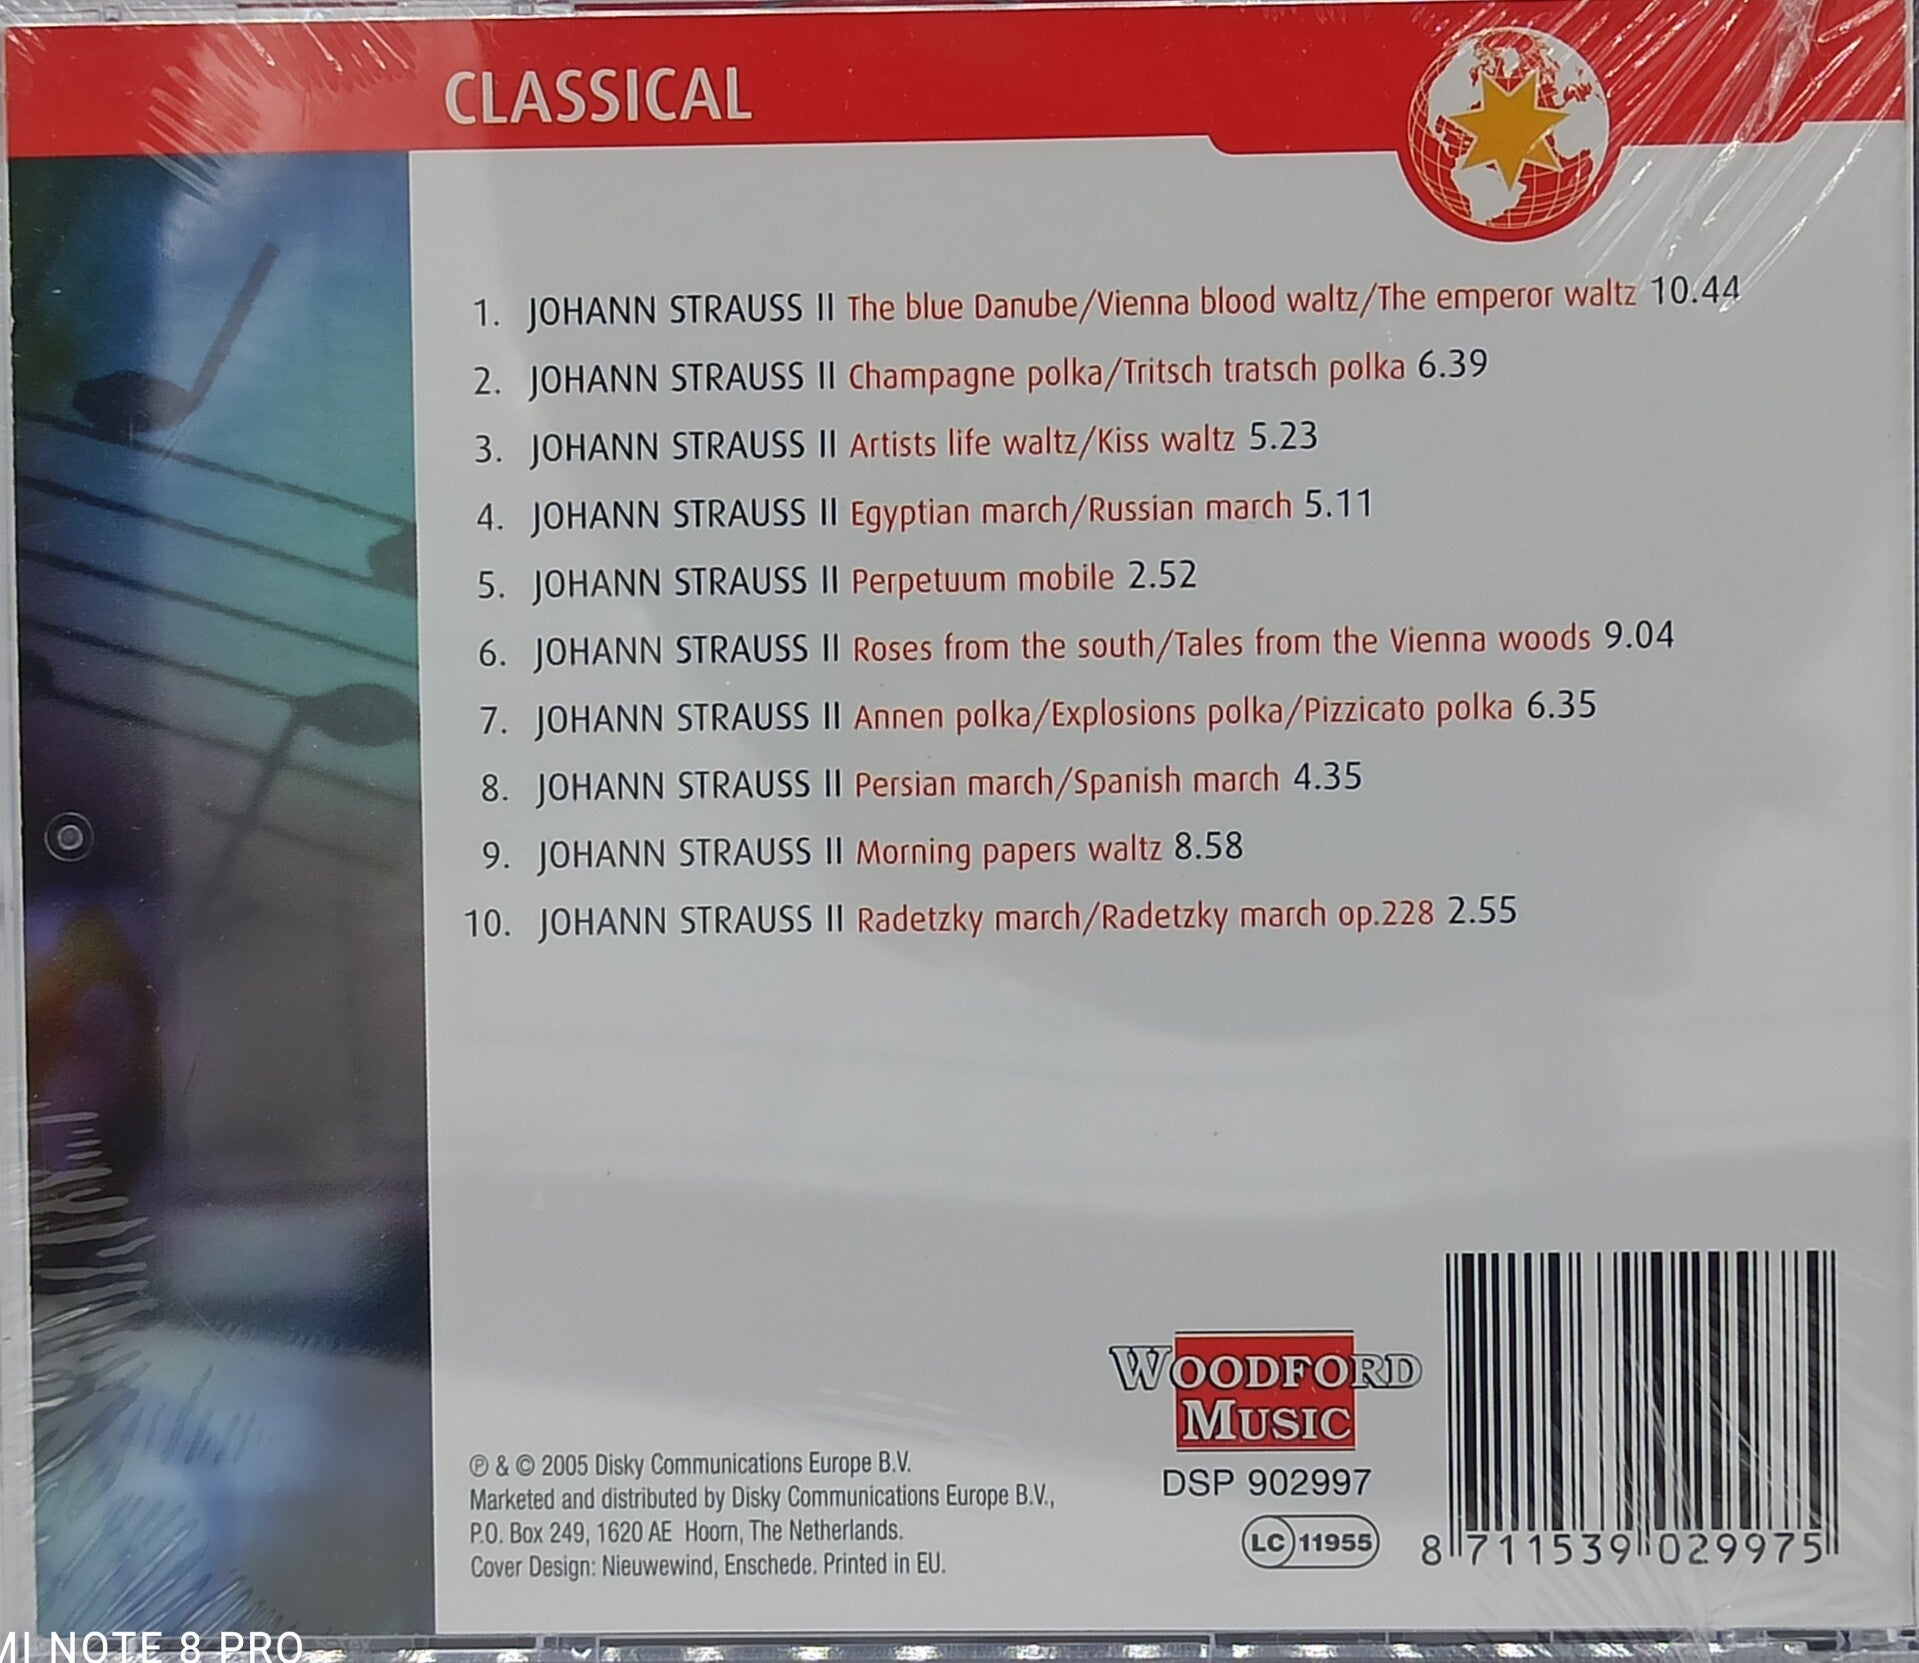 CLASSICAL
1. JOHANN STRAUSS II The blue Danube/Vienna blood waltz/The emperor waltz 10.44
2. JOHANN STRAUSS II Champagne polka/Tritsch tratsch polka 6.39
3. JOHANN STRAUSS II Artists life waltz/Kiss waltz 5.23
4. JOHANN STRAUSS II Egyptian march/Russian march 5.11
5. JOHANN STRAUSS II Perpetuum mobile 2.52
6. JOHANN STRAUSS II Roses from the south/Tales from the Vienna woods 9.04
7. JOHANN STRAUSS II Annen polka/Explosions polka/Pizzicato polka 6.35
8. JOHANN STRAUSS II Persian march/Spanish march 4.35
9. JOHANN STRAUSS II Morning papers waltz 8.58
10. JOHANN STRAUSS II Radetzky march/Radetzky march op.228 2.55
WOODFORD
MUSIC
DSP 902997
LC 11955
8 711539 029975
℗ & © 2005 Disky Communications Europe B.V.
Marketed and distributed by Disky Communications Europe B.V.,
P.O. Box 249, 1620 AE Hoorn, The Netherlands.
Cover Design: Nieuwewind, Enschede. Printed in EU.
MI NOTE 8 PRO